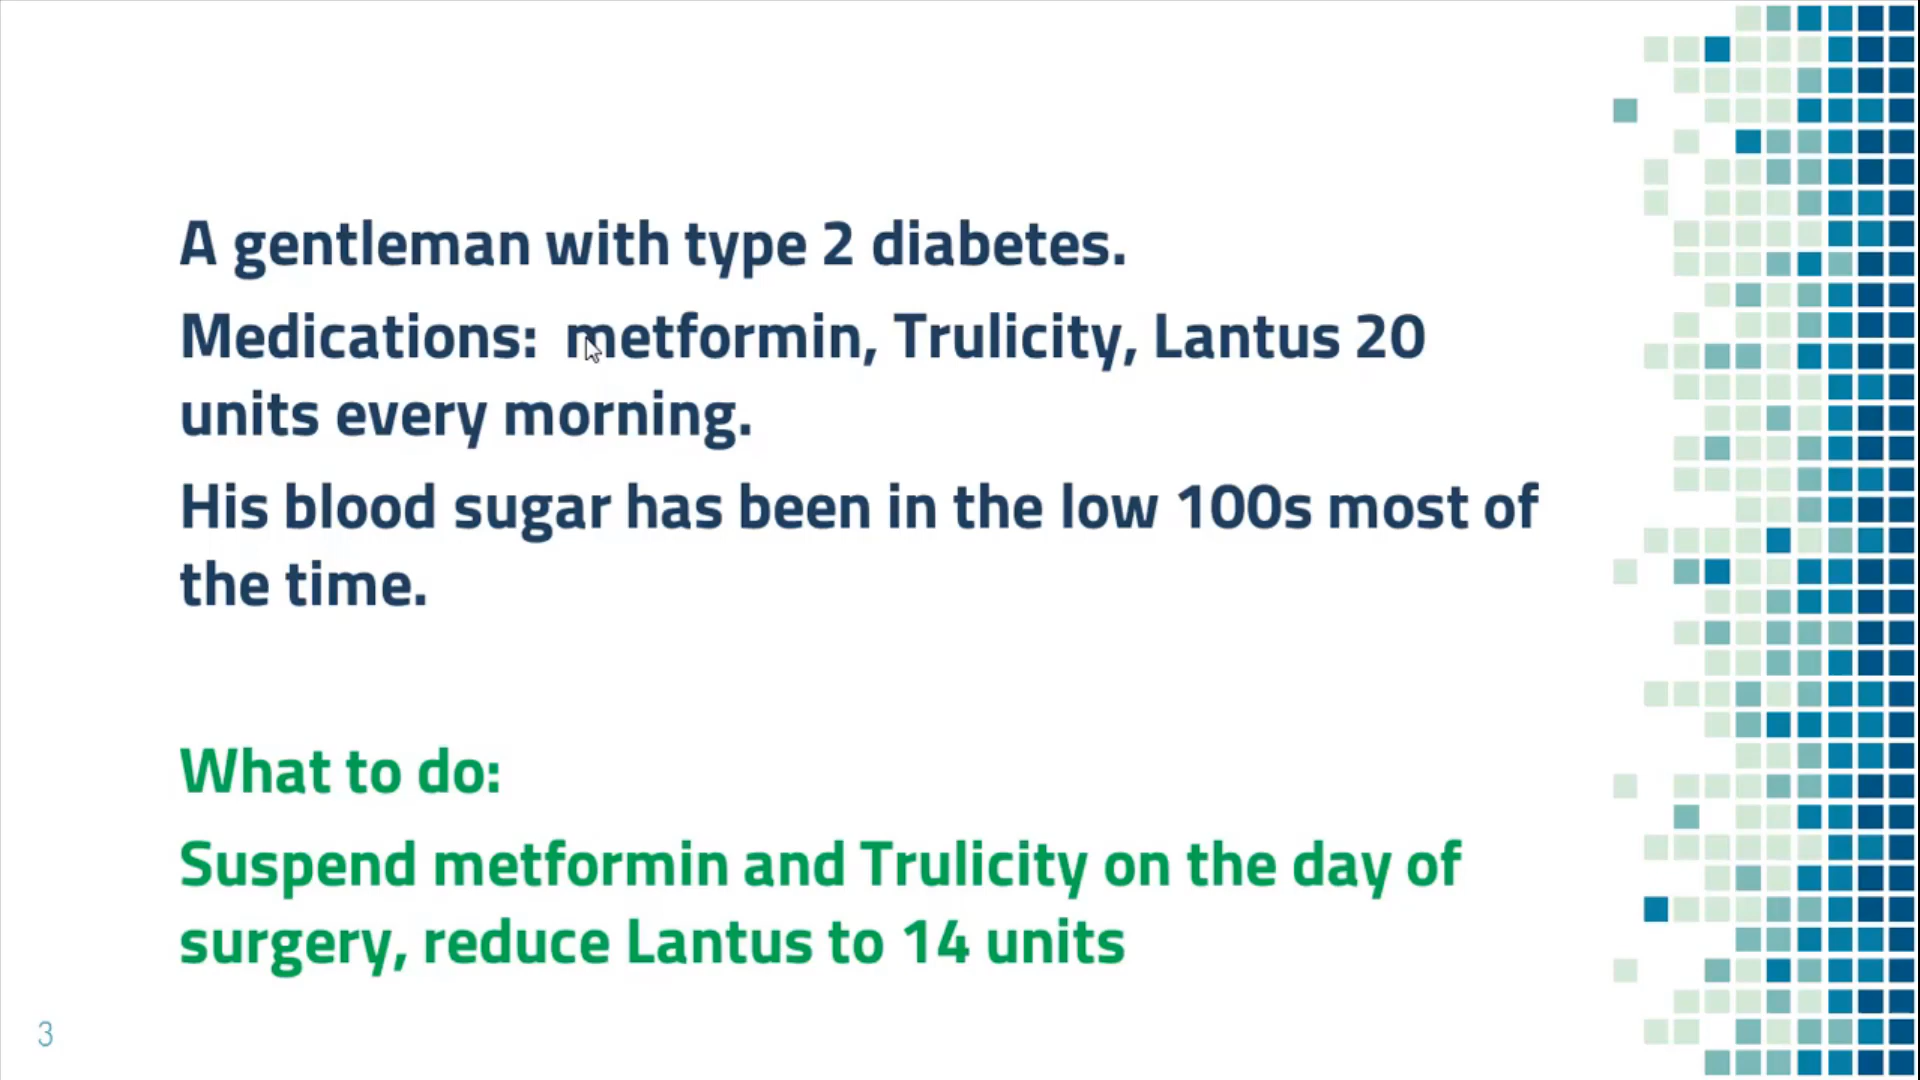 A gentleman with type 2 diabetes.
Medications: metformin, Trulicity, Lantus 20
units every morning.
His blood sugar has been in the low 100s most of
the time.
What to do:
Suspend metformin and Trulicity on the day of
surgery, reduce Lantus to 14 units
3